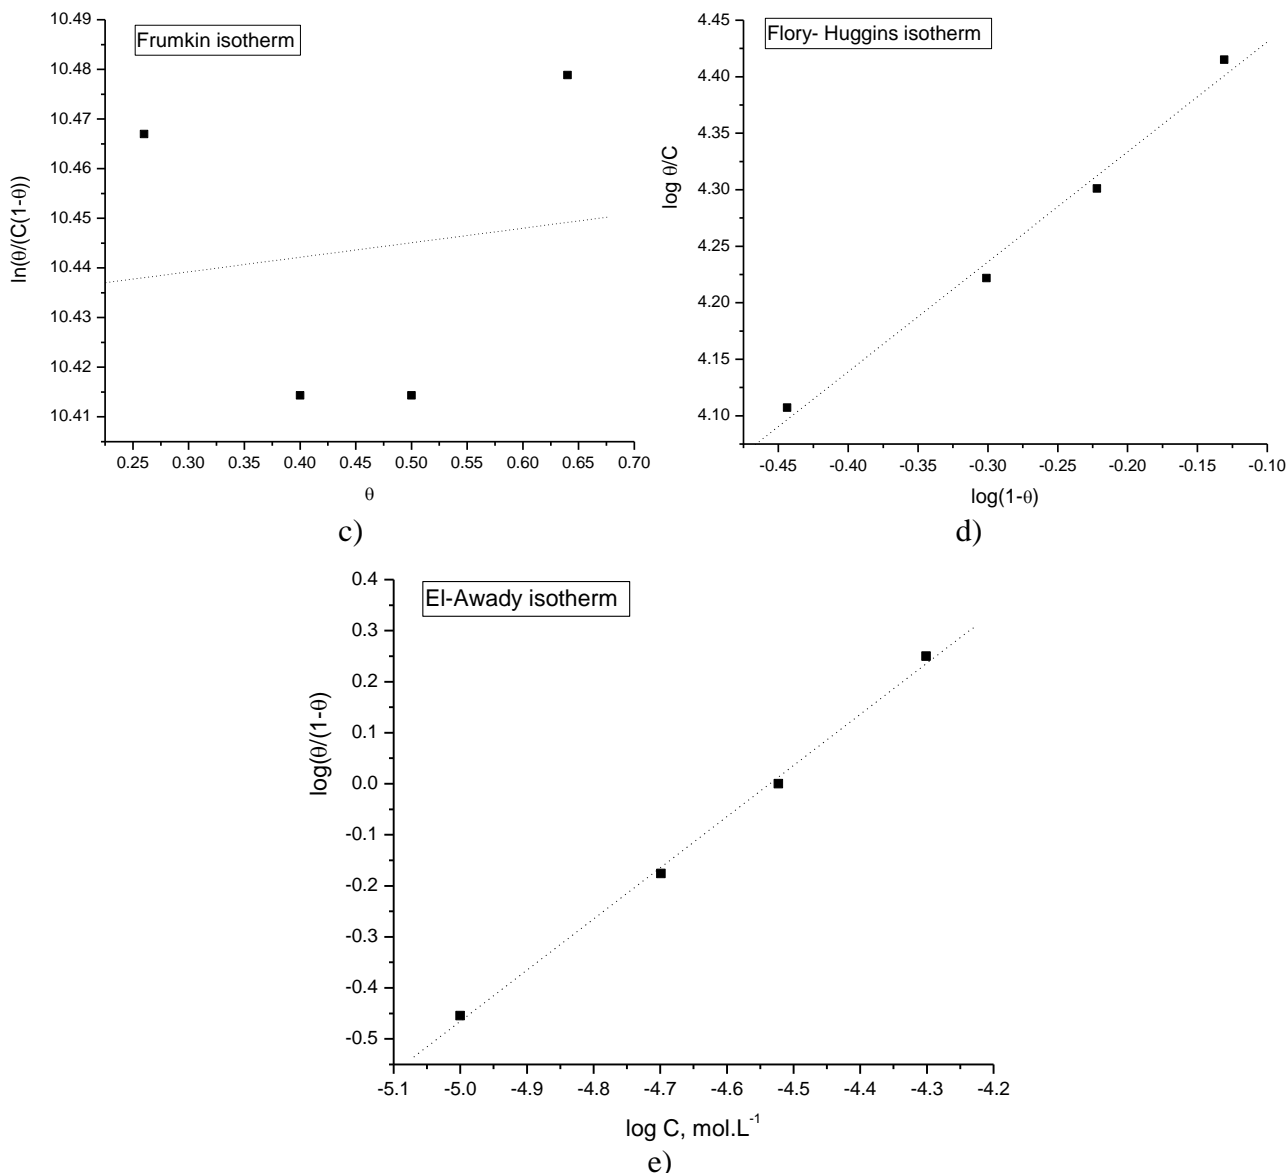 Frumkin isotherm
ln(θ/(C(1-θ))
10.49
10.48
10.47
10.46
10.45
10.44
10.43
10.42
10.41
0.25 0.30 0.35 0.40 0.45 0.50 0.55 0.60 0.65 0.70
θ
c)
Flory- Huggins isotherm
log θ/C
4.45
4.40
4.35
4.30
4.25
4.20
4.15
4.10
-0.45 -0.40 -0.35 -0.30 -0.25 -0.20 -0.15 -0.10
log(1-θ)
d)
El-Awady isotherm
log(θ/(1-θ)
0.4
0.3
0.2
0.1
0.0
-0.1
-0.2
-0.3
-0.4
-0.5
-5.1 -5.0 -4.9 -4.8 -4.7 -4.6 -4.5 -4.4 -4.3 -4.2
log C, mol.L⁻¹
e)